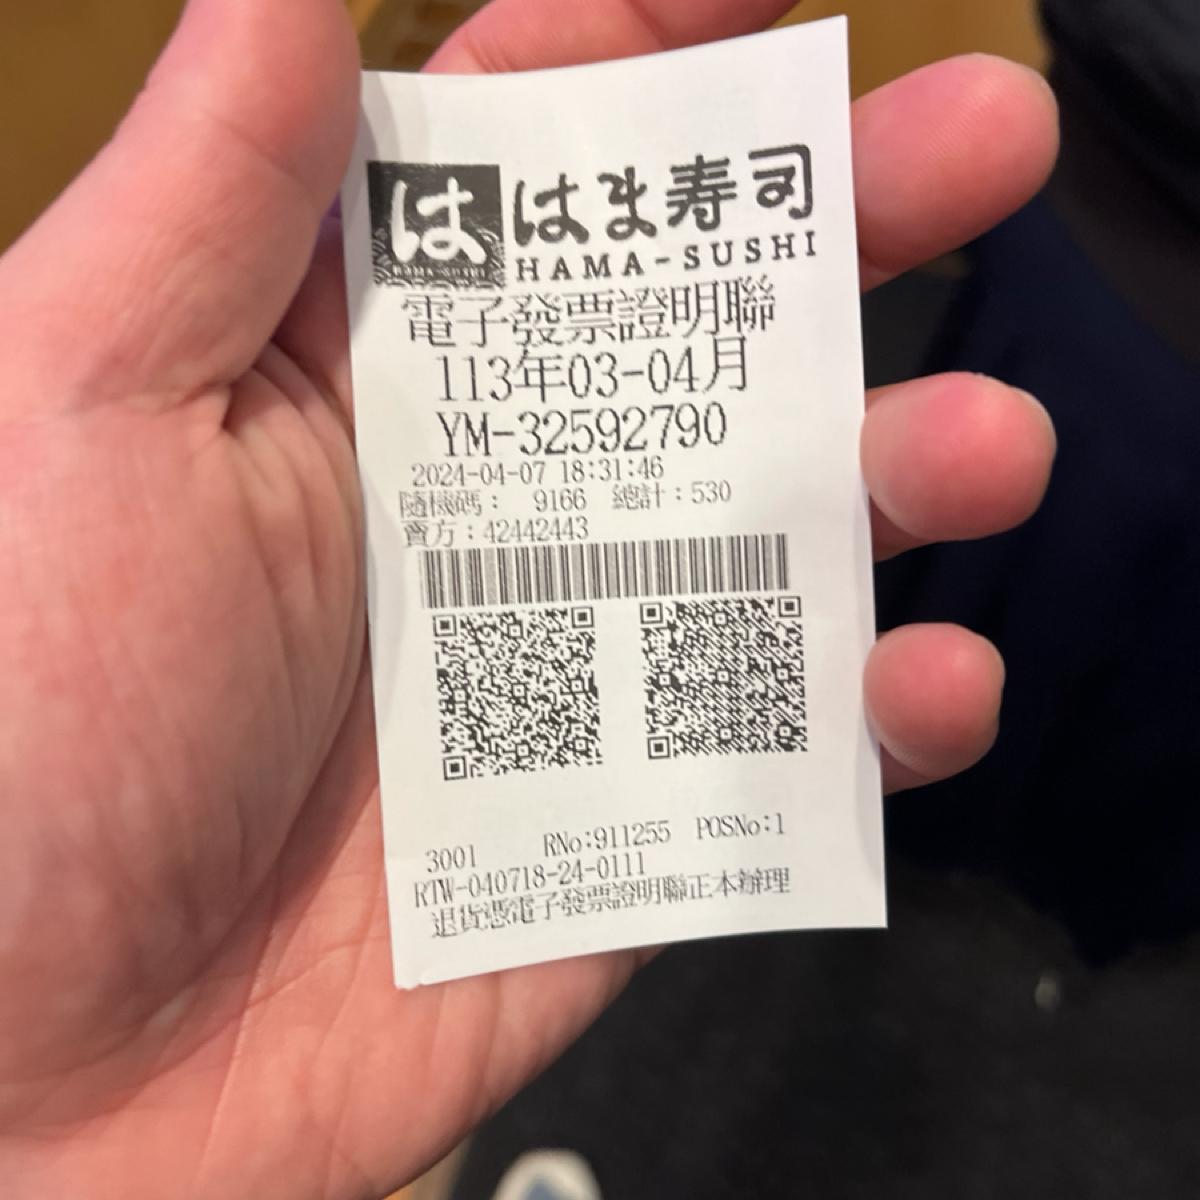 は はま寿司
HAMA-SUSHI
HAMA-SUSHI
電子發票證明聯
113年03-04月
YM-32592790
2024-04-07 18:31:46
隨機碼: 9166 總計:530
賣方:42442443
3001 RNo:911255 POSNo:1
RTW-040718-24-0111
退貨憑電子發票證明聯正本辦理